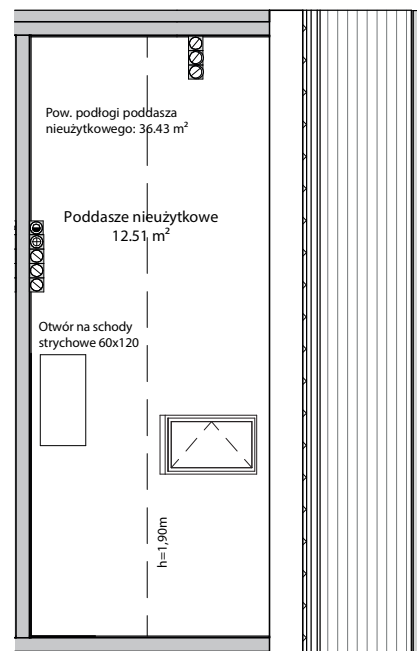 Pow. podłogi poddasza
nieużytkowego: 36.43 m²
Poddasze nieużytkowe
12.51 m²
Otwór na schody
strychowe 60x120
h=1,90m